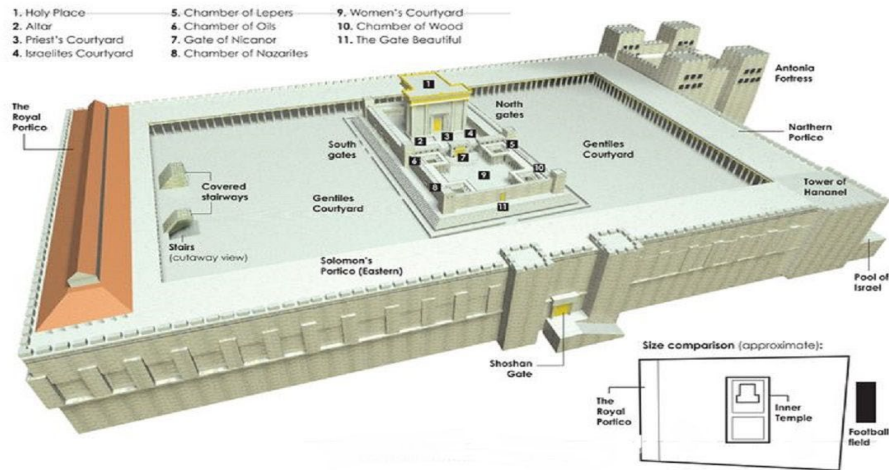 1. Holy Place
2. Altar
3. Priest's Courtyard
4. Israelites Courtyard
5. Chamber of Lepers
6. Chamber of Oils
7. Gate of Nicanor
8. Chamber of Nazarites
9. Women's Courtyard
10. Chamber of Wood
11. The Gate Beautiful
Antonia
Fortress
The
Royal
Portico
1
North
gates
Northern
Portico
South
gates
2
3
4
5
6
7
8
9
10
11
Gentiles
Courtyard
Covered
stairways
Gentiles
Courtyard
Tower of
Hananel
Stairs
(cutaway view)
Solomon's
Portico (Eastern)
Pool of
Israel
Shoshan
Gate
Size comparison (approximate):
The
Royal
Portico
Inner
Temple
Football
field